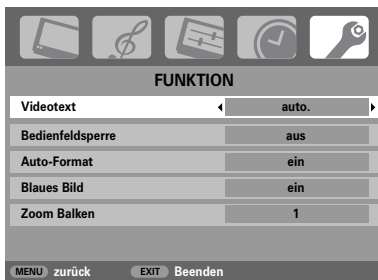 FUNKTION
Videotext auto.
Bedienfeldsperre aus
Auto-Format ein
Blaues Bild ein
Zoom Balken 1
MENU zurück EXIT Beenden